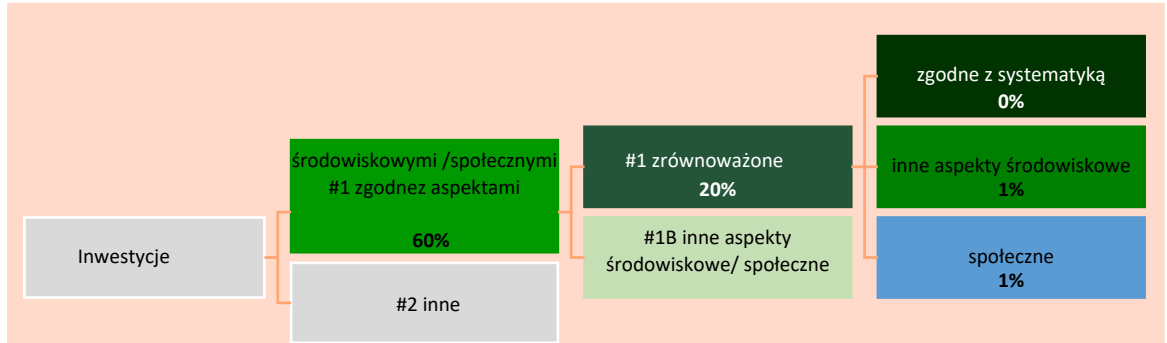 Inwestycje
środowiskowymi /społecznymi
#1 zgodnez aspektami
60%
#2 inne
#1 zrównoważone
20%
#1B inne aspekty
środowiskowe/ społeczne
zgodne z systematyką
0%
inne aspekty środowiskowe
1%
społeczne
1%